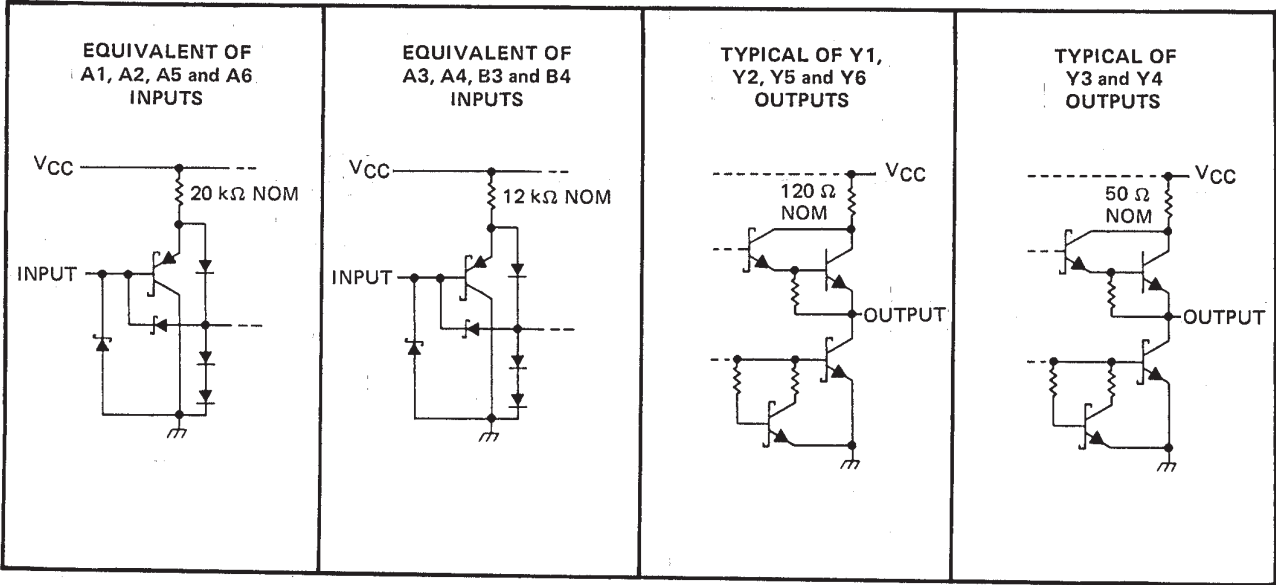 EQUIVALENT OF
A1, A2, A5 and A6
INPUTS
VCC
20 kΩ NOM
INPUT
EQUIVALENT OF
A3, A4, B3 and B4
INPUTS
VCC
12 kΩ NOM
INPUT
TYPICAL OF Y1,
Y2, Y5 and Y6
OUTPUTS
VCC
120 Ω
NOM
OUTPUT
TYPICAL OF
Y3 and Y4
OUTPUTS
VCC
50 Ω
NOM
OUTPUT